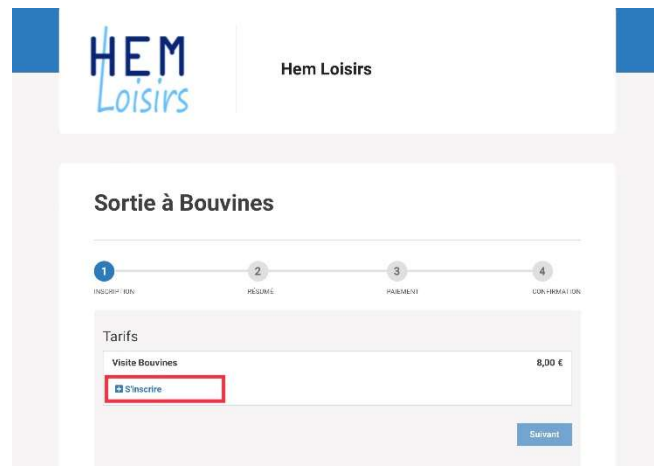 HEM
Loisirs
Hem Loisirs
Sortie à Bouvines
1 2 3 4
INSCRIPTION RÉSUMÉ PAIEMENT CONFIRMATION
Tarifs
Visite Bouvines 8,00 €
S'inscrire
Suivant